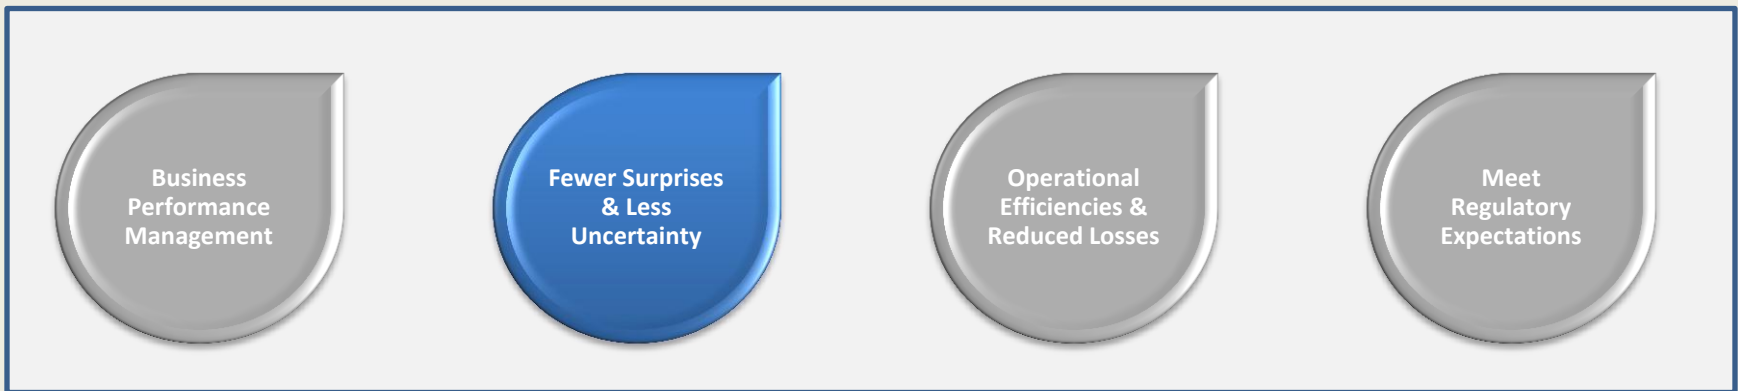 Business
Performance
Management
Fewer Surprises
& Less
Uncertainty
Operational
Efficiencies &
Reduced Losses
Meet
Regulatory
Expectations